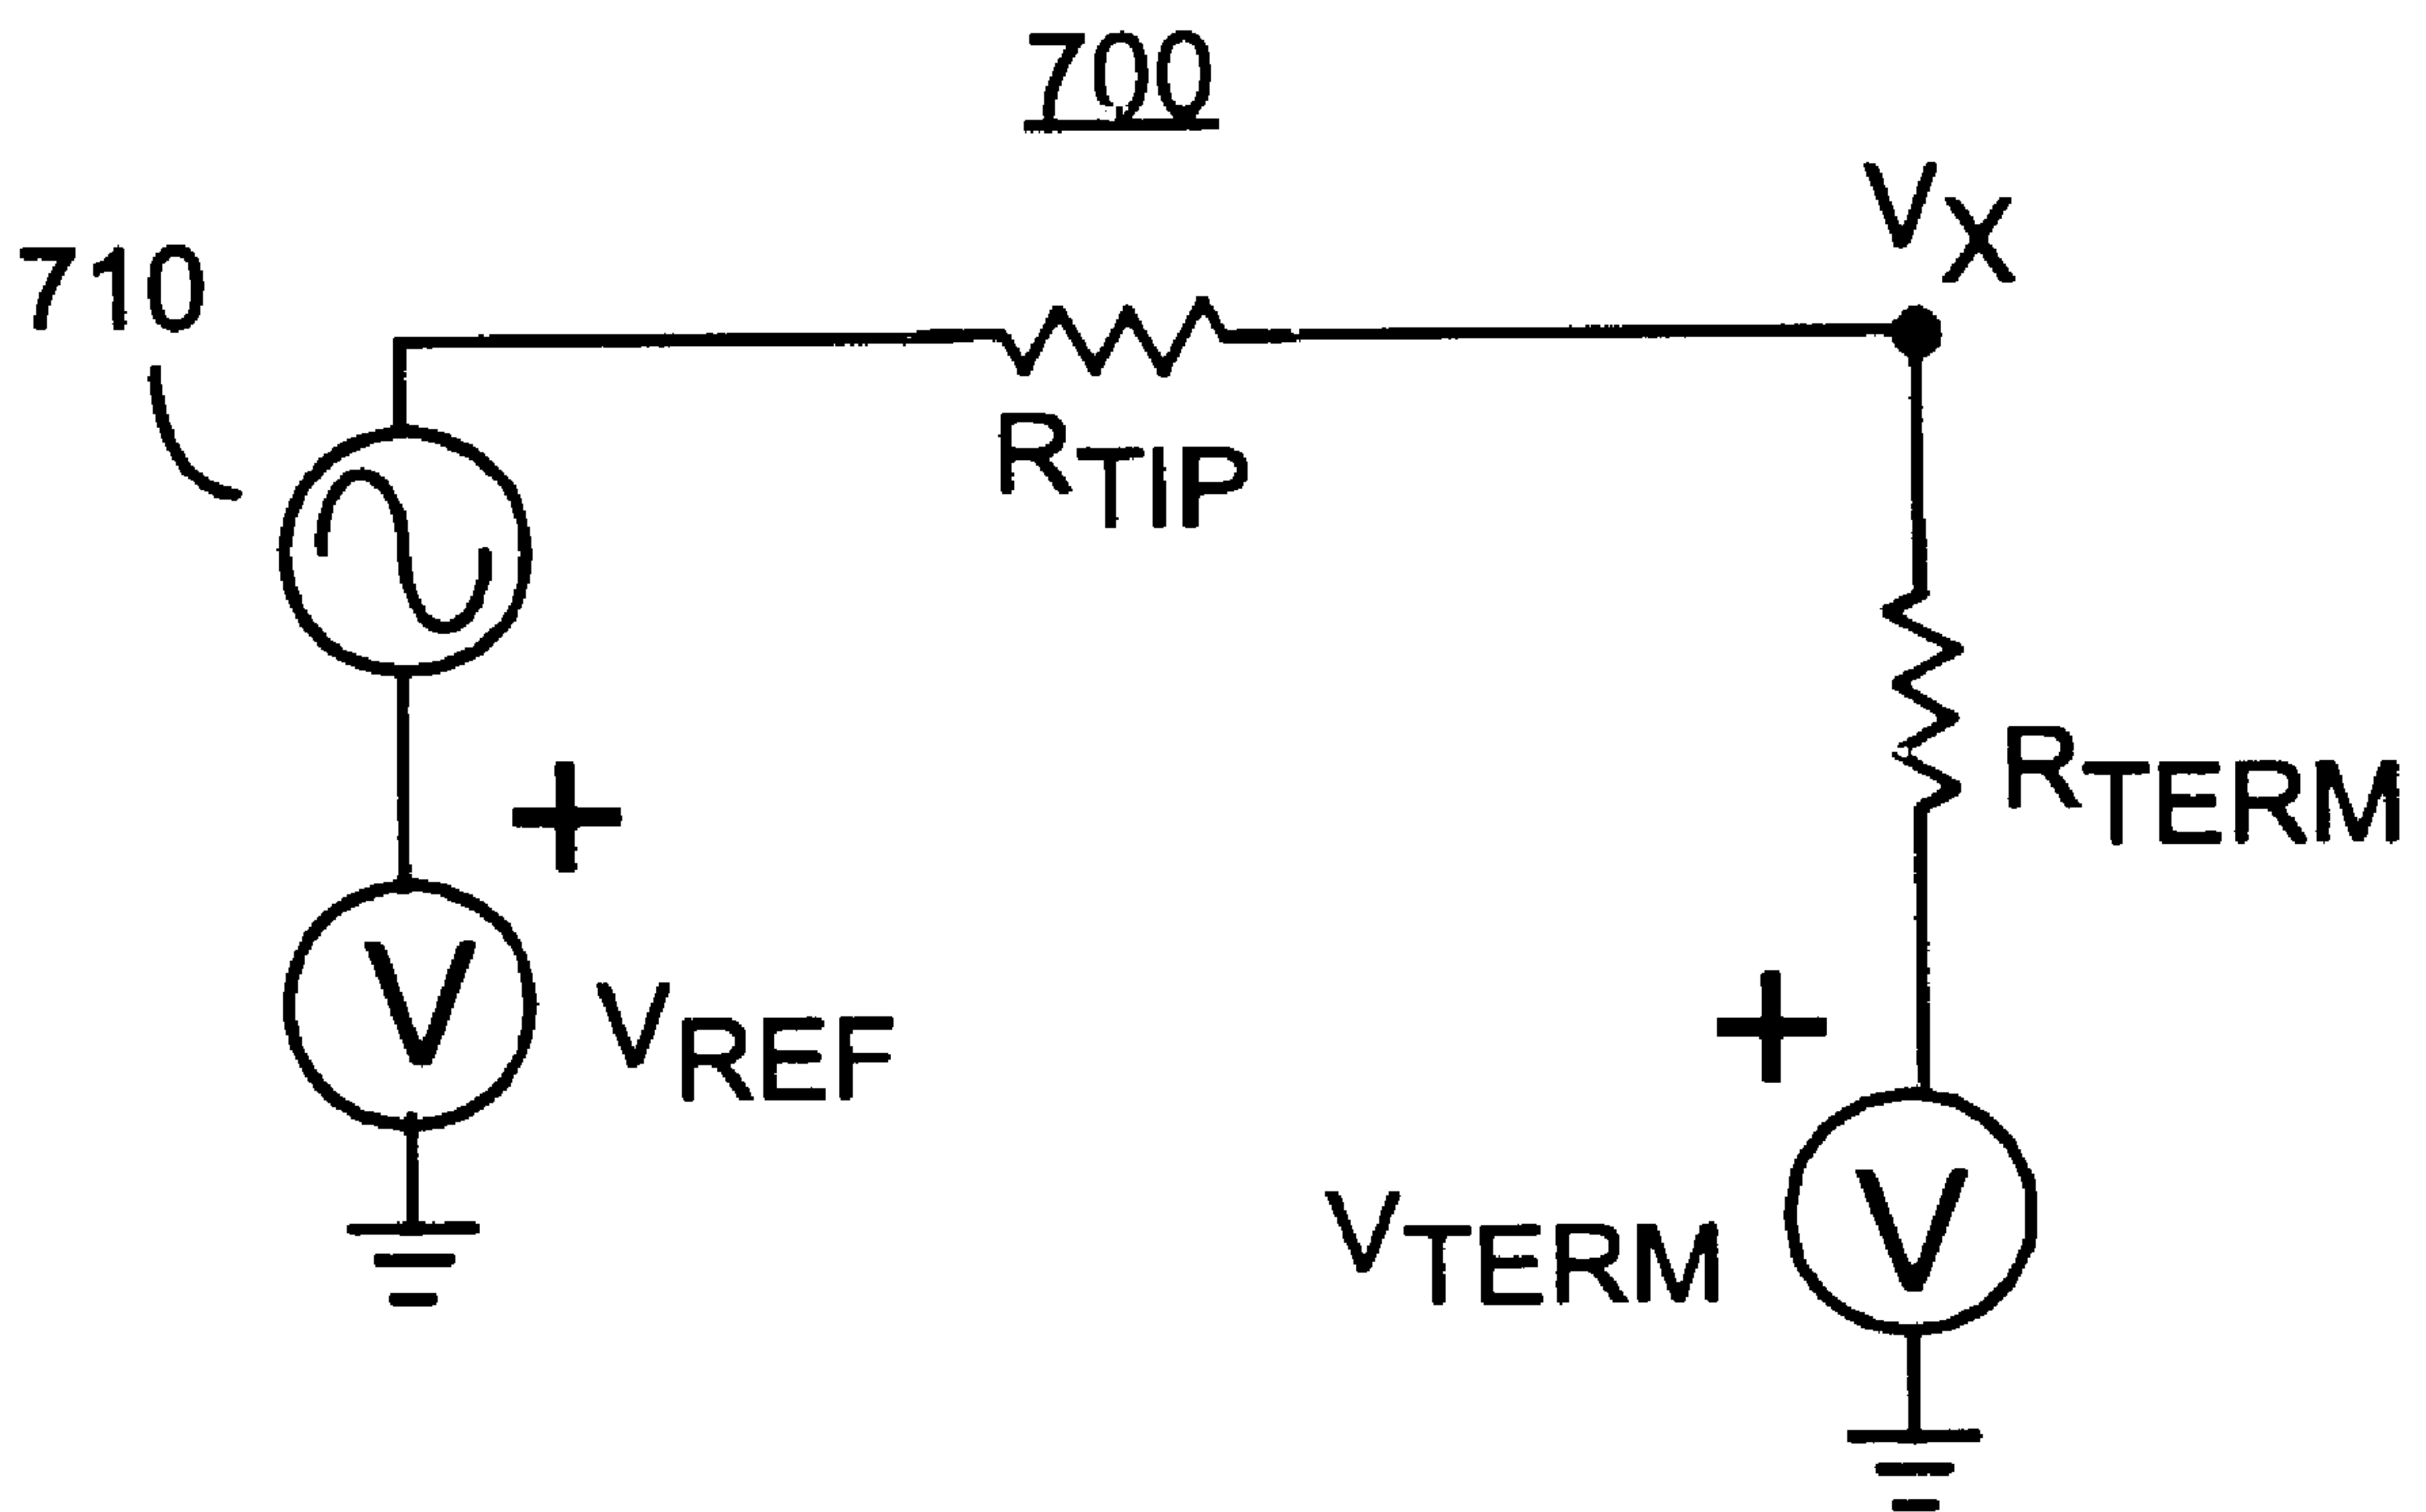 700
710
VX
RTIP
RTERM
+
V
VREF
+
V
VTERM